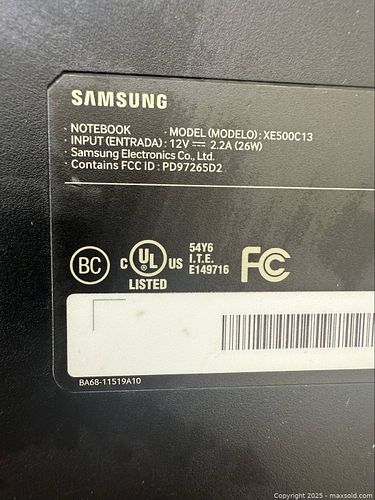 SAMSUNG
· NOTEBOOK · MODEL (MODELO) : XE500C13
· INPUT (ENTRADA) : 12V ⎓ 2.2A (26W)
· Samsung Electronics Co., Ltd.
· Contains FCC ID : PD97265D2
BC
C UL ® US
LISTED
54Y6
I.T.E.
E149716
FC
BA68-11519A10
Copyright 2025 - maxsold.com